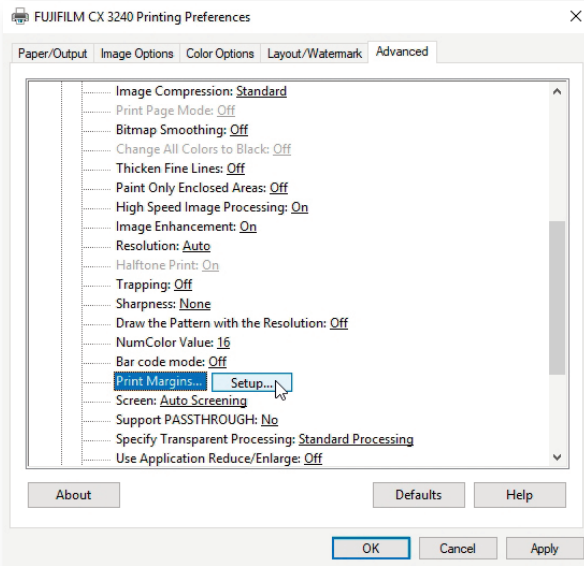 FUJIFILM CX 3240 Printing Preferences
Paper/Output Image Options Color Options Layout/Watermark Advanced
Image Compression: Standard
Print Page Mode: Off
Bitmap Smoothing: Off
Change All Colors to Black: Off
Thicken Fine Lines: Off
Paint Only Enclosed Areas: Off
High Speed Image Processing: On
Image Enhancement: On
Resolution: Auto
Halftone Print: On
Trapping: Off
Sharpness: None
Draw the Pattern with the Resolution: Off
NumColor Value: 16
Bar code mode: Off
Print Margins... Setup...
Screen: Auto Screening
Support PASSTHROUGH: No
Specify Transparent Processing: Standard Processing
Use Application Reduce/Enlarge: Off
About Defaults Help
OK Cancel Apply